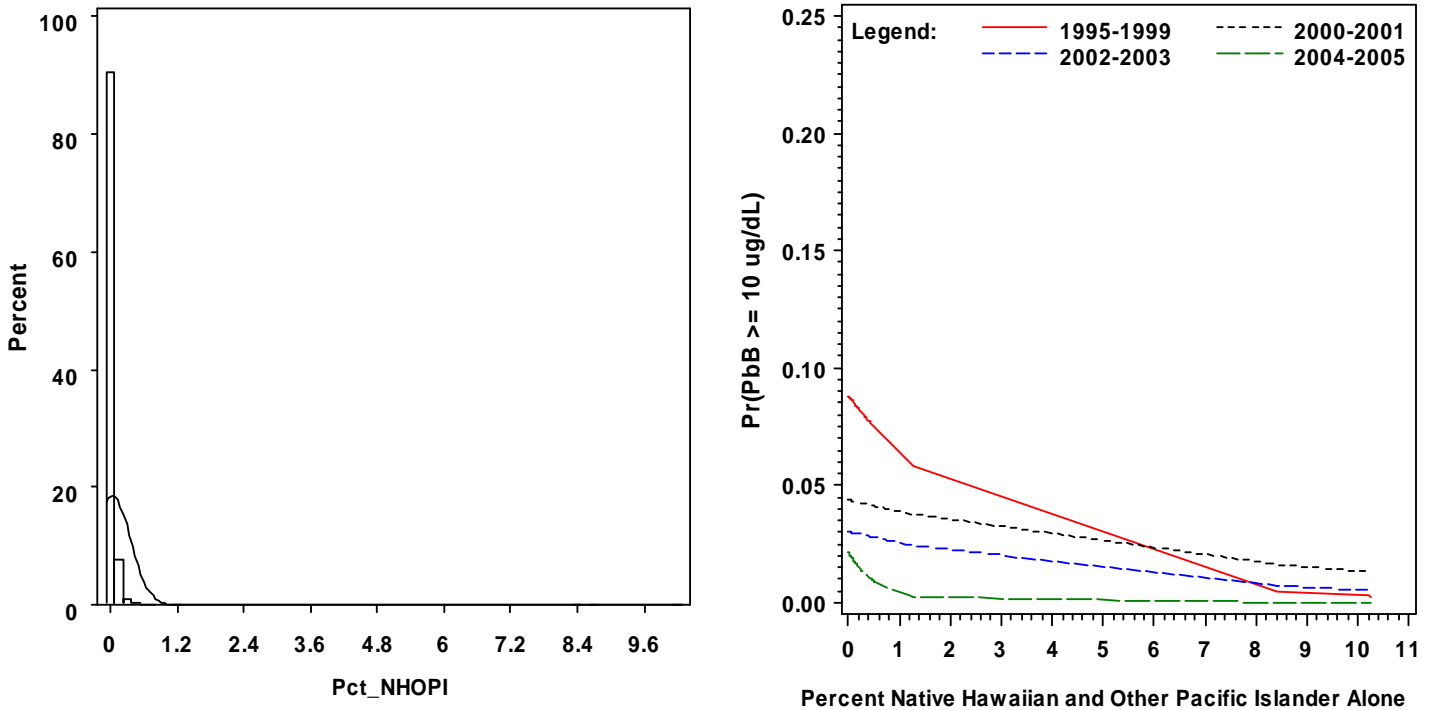 100
80
60
40
20
0
Percent
0 1.2 2.4 3.6 4.8 6 7.2 8.4 9.6
Pct_NHOPI
Legend: 1995-1999 2000-2001
2002-2003 2004-2005
0.25
0.20
0.15
0.10
0.05
0.00
Pr(PbB >= 10 ug/dL)
0 1 2 3 4 5 6 7 8 9 10 11
Percent Native Hawaiian and Other Pacific Islander Alone